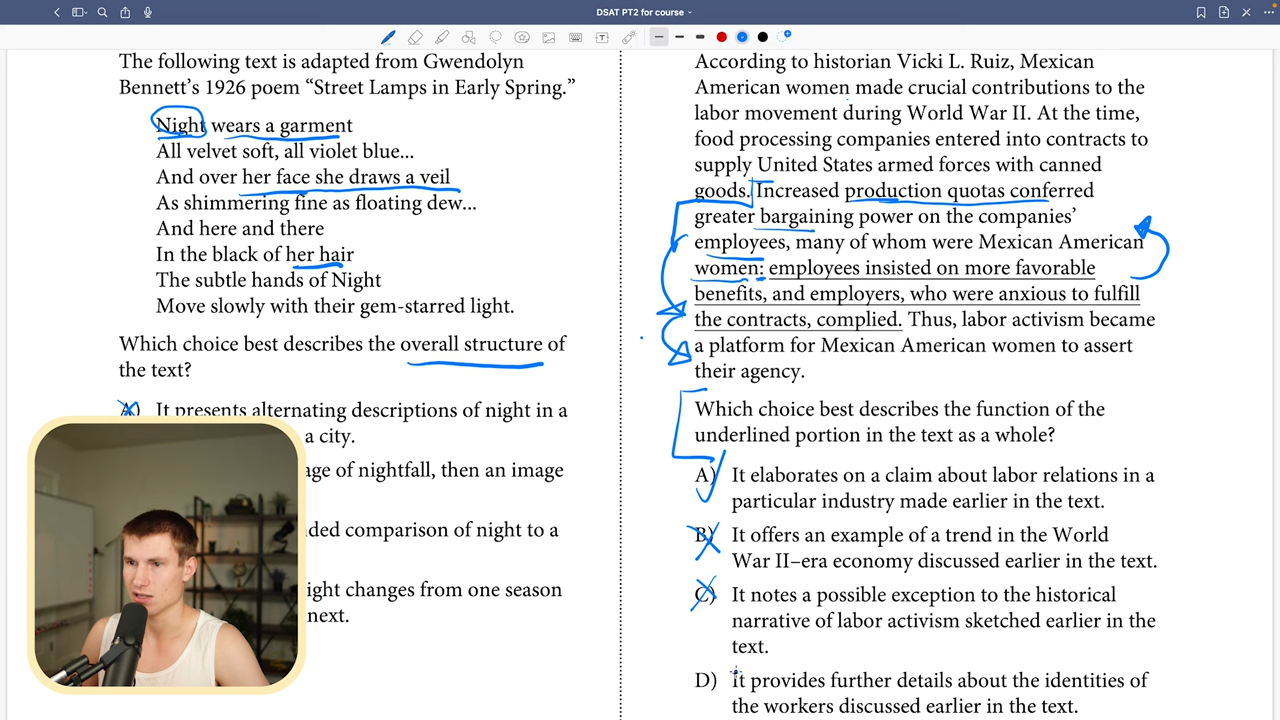 DSAT PT2 for course
The following text is adapted from Gwendolyn
Bennett's 1926 poem “Street Lamps in Early Spring.”
Night wears a garment
All velvet soft, all violet blue...
And over her face she draws a veil
As shimmering fine as floating dew...
And here and there
In the black of her hair
The subtle hands of Night
Move slowly with their gem-starred light.
Which choice best describes the overall structure of
the text?
A) It presents alternating descriptions of night in a
a city.
age of nightfall, then an image
ded comparison of night to a
ight changes from one season
next.
According to historian Vicki L. Ruiz, Mexican
American women made crucial contributions to the
labor movement during World War II. At the time,
food processing companies entered into contracts to
supply United States armed forces with canned
goods. Increased production quotas conferred
greater bargaining power on the companies’
employees, many of whom were Mexican American
women: employees insisted on more favorable
benefits, and employers, who were anxious to fulfill
the contracts, complied. Thus, labor activism became
a platform for Mexican American women to assert
their agency.
Which choice best describes the function of the
underlined portion in the text as a whole?
A) It elaborates on a claim about labor relations in a
particular industry made earlier in the text.
B) It offers an example of a trend in the World
War II–era economy discussed earlier in the text.
C) It notes a possible exception to the historical
narrative of labor activism sketched earlier in the
text.
D) It provides further details about the identities of
the workers discussed earlier in the text.